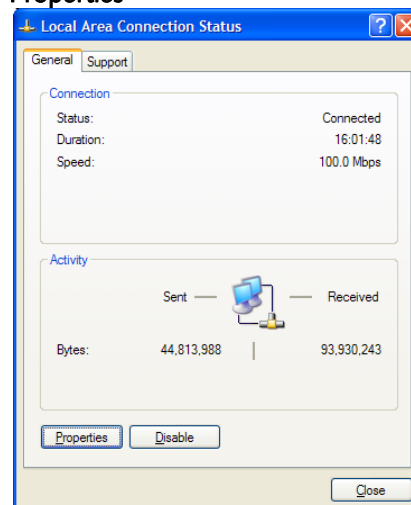 Properties
Local Area Connection Status
General Support
Connection
Status: Connected
Duration: 16:01:48
Speed: 100.0 Mbps
Activity
Sent — — Received
Bytes: 44,813,988 | 93,930,243
Properties Disable
Close